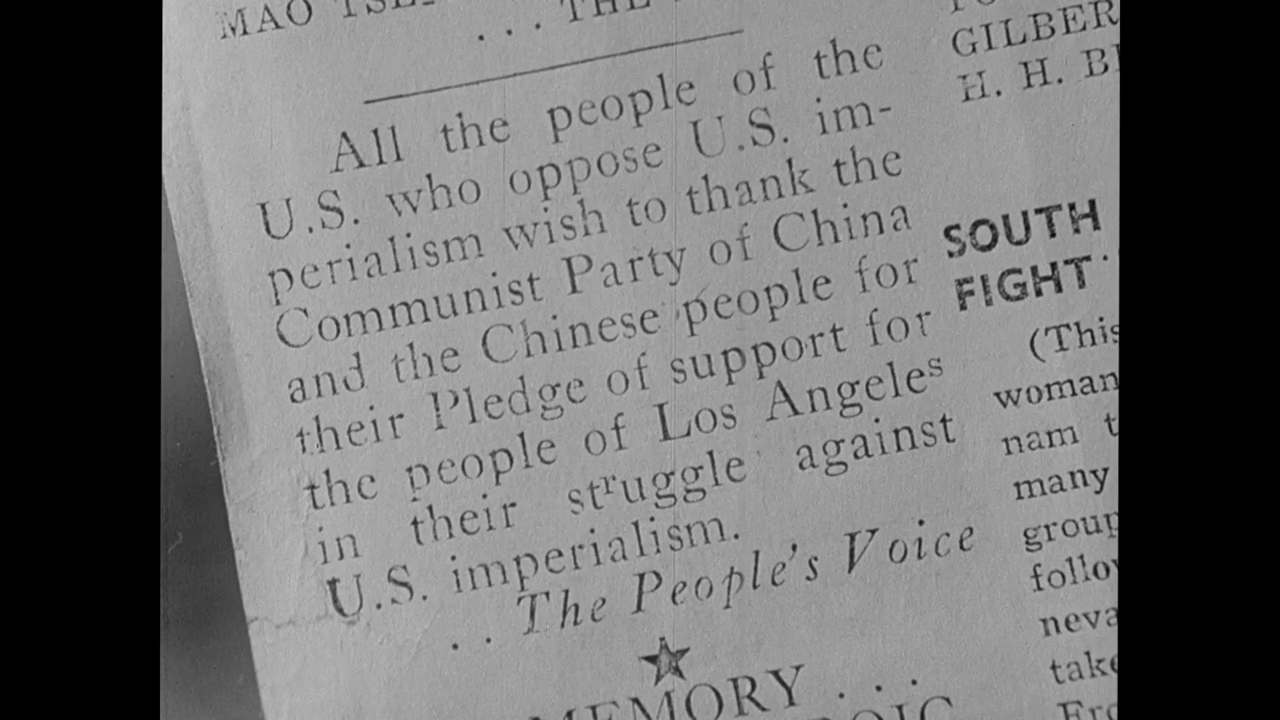 MAO
. . . THE
All the people of the
U.S. who oppose U.S. im-
perialism wish to thank the
Communist Party of China
and the Chinese people for
their Pledge of support for
the people of Los Angeles
in their struggle against
U.S. imperialism.
. . The People's Voice
MEMORY . . .
GILBER
H. H. B
SOUTH
FIGHT
(This
woman
nam t
many
group
follow
neva
take
Fro